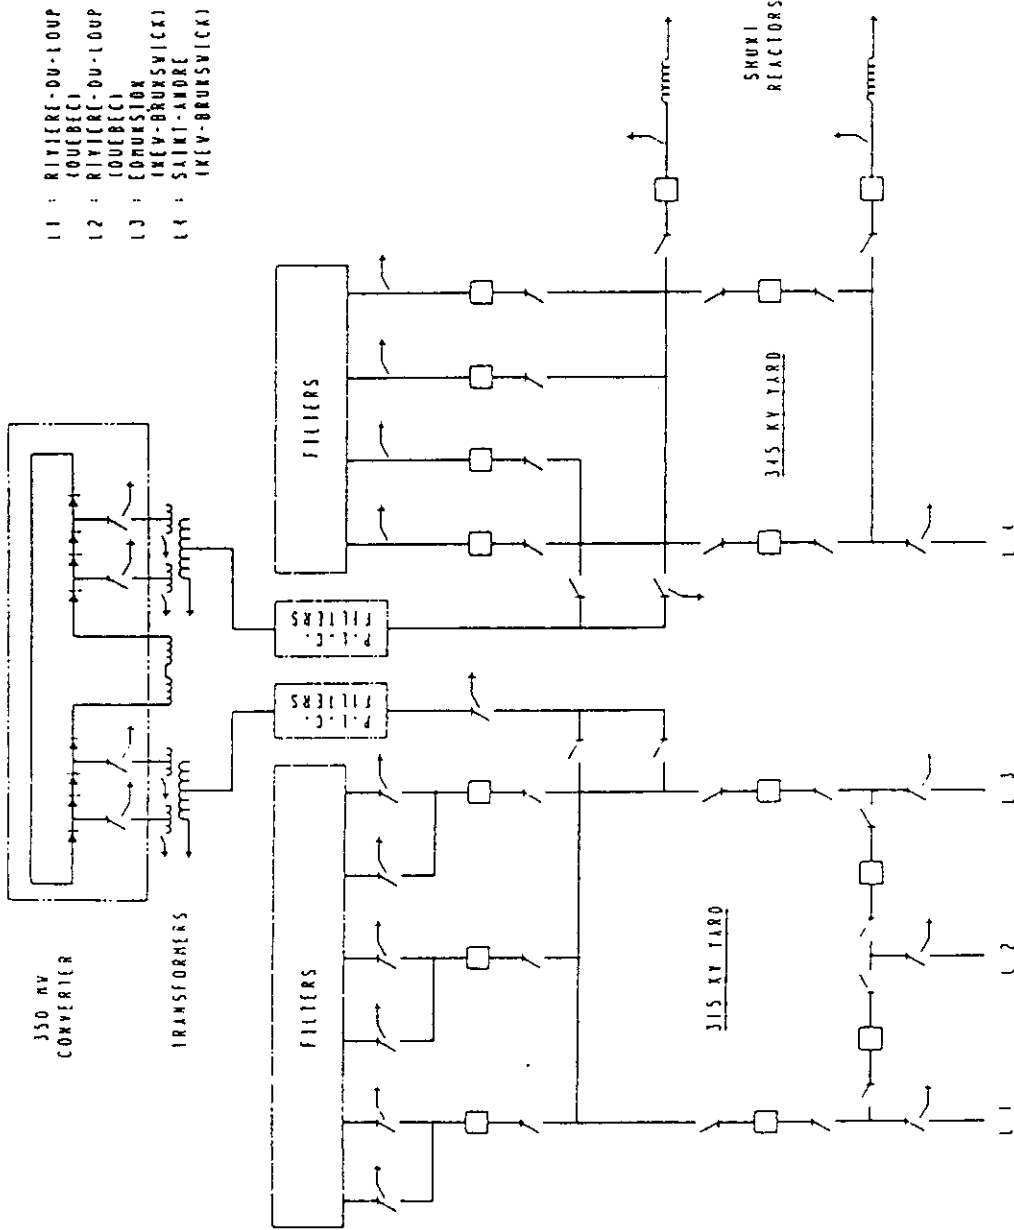 L1 : RIVIERE-DU-LOUP
(QUEBEC)
L2 : RIVIERE-DU-LOUP
(QUEBEC)
L3 : EDMUNSTON
(NEW-BRUNSWICK)
L4 : SAINT-ANDRE
(NEW-BRUNSWICK)
350 MW
CONVERTER
TRANSFORMERS
FILTERS
P.L.C.
FILTERS
P.L.C.
FILTERS
FILTERS
315 KV YARD
345 KV YARD
SHUNT
REACTORS
L1
L2
L3
L4